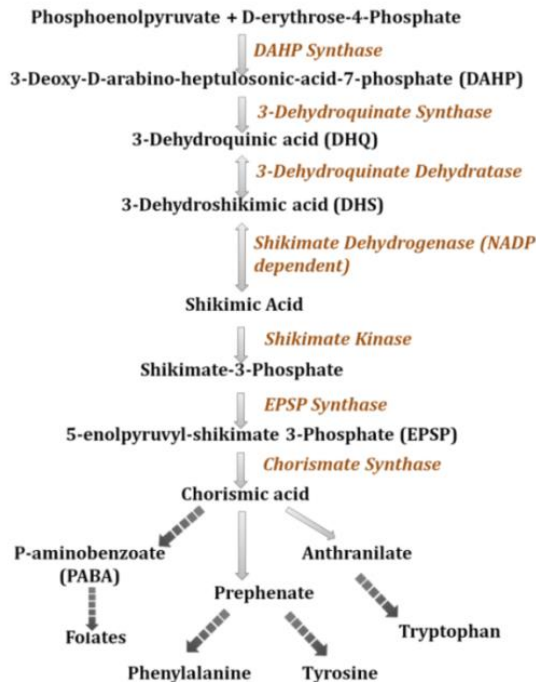 Phosphoenolpyruvate + D-erythrose-4-Phosphate
DAHP Synthase
3-Deoxy-D-arabino-heptulosonic-acid-7-phosphate (DAHP)
3-Dehydroquinate Synthase
3-Dehydroquinic acid (DHQ)
3-Dehydroquinate Dehydratase
3-Dehydroshikimic acid (DHS)
Shikimate Dehydrogenase (NADP
dependent)
Shikimic Acid
Shikimate Kinase
Shikimate-3-Phosphate
EPSP Synthase
5-enolpyruvyl-shikimate 3-Phosphate (EPSP)
Chorismate Synthase
Chorismic acid
P-aminobenzoate
(PABA)
Anthranilate
Prephenate
Folates
Tryptophan
Phenylalanine
Tyrosine